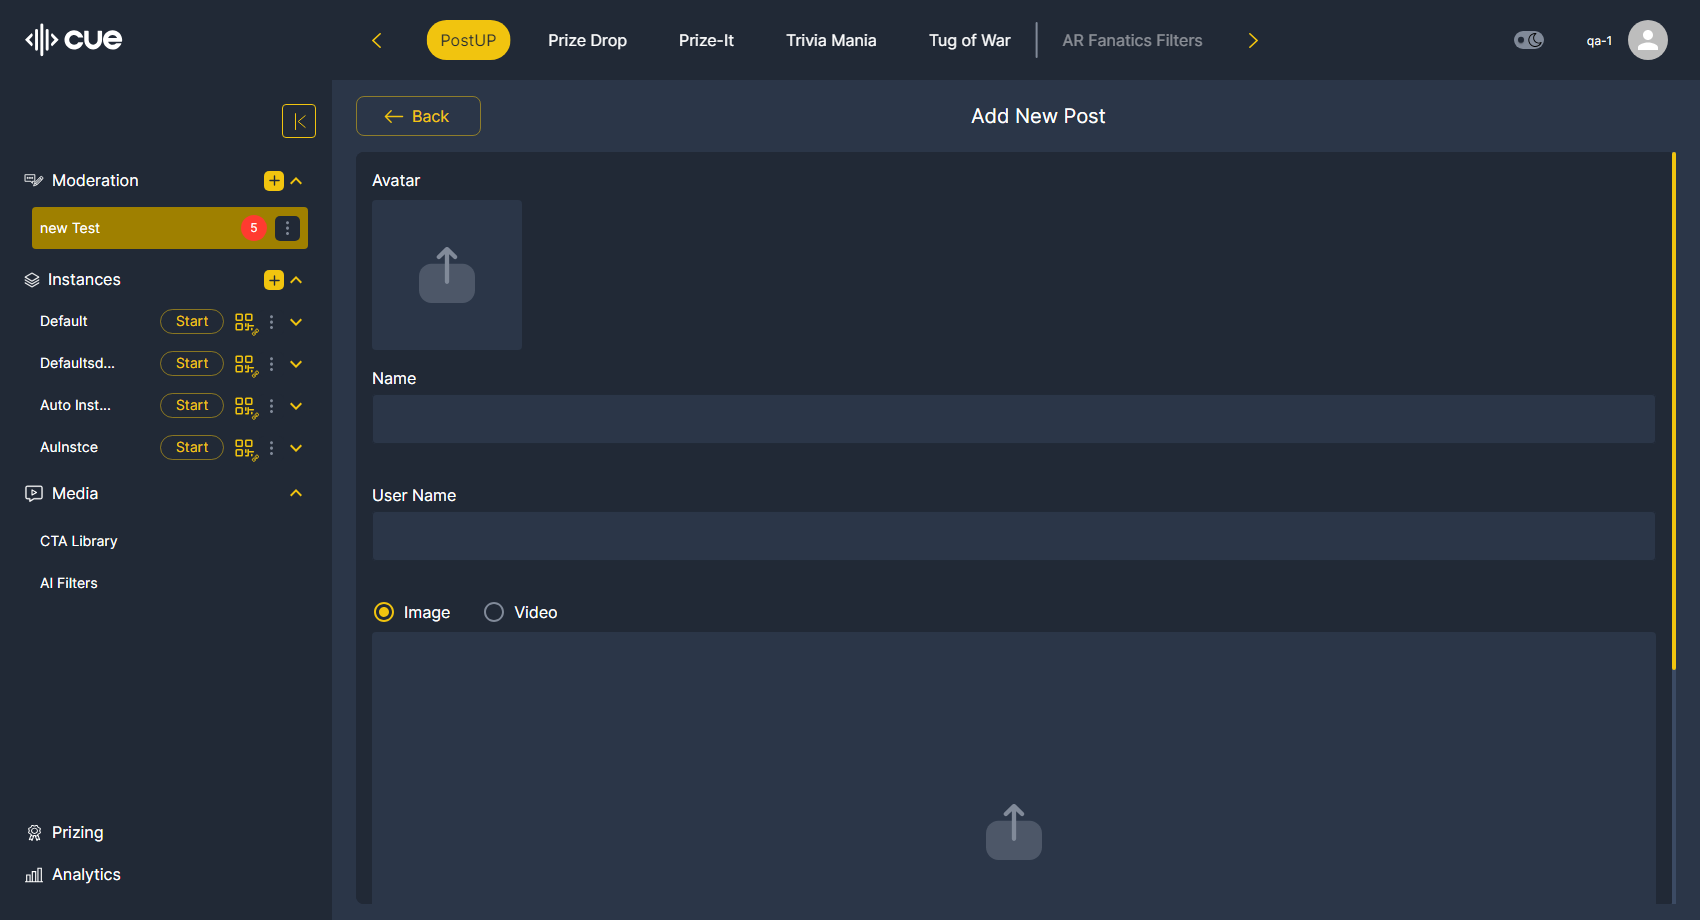 cue
PostUP
Prize Drop
Prize-It
Trivia Mania
Tug of War
AR Fanatics Filters
qa-1
Back
Add New Post
Moderation
new Test
5
Instances
Default
Start
Defaultsd...
Start
Auto Inst...
Start
AuInstce
Start
Media
CTA Library
AI Filters
Prizing
Analytics
Avatar
Name
User Name
Image
Video